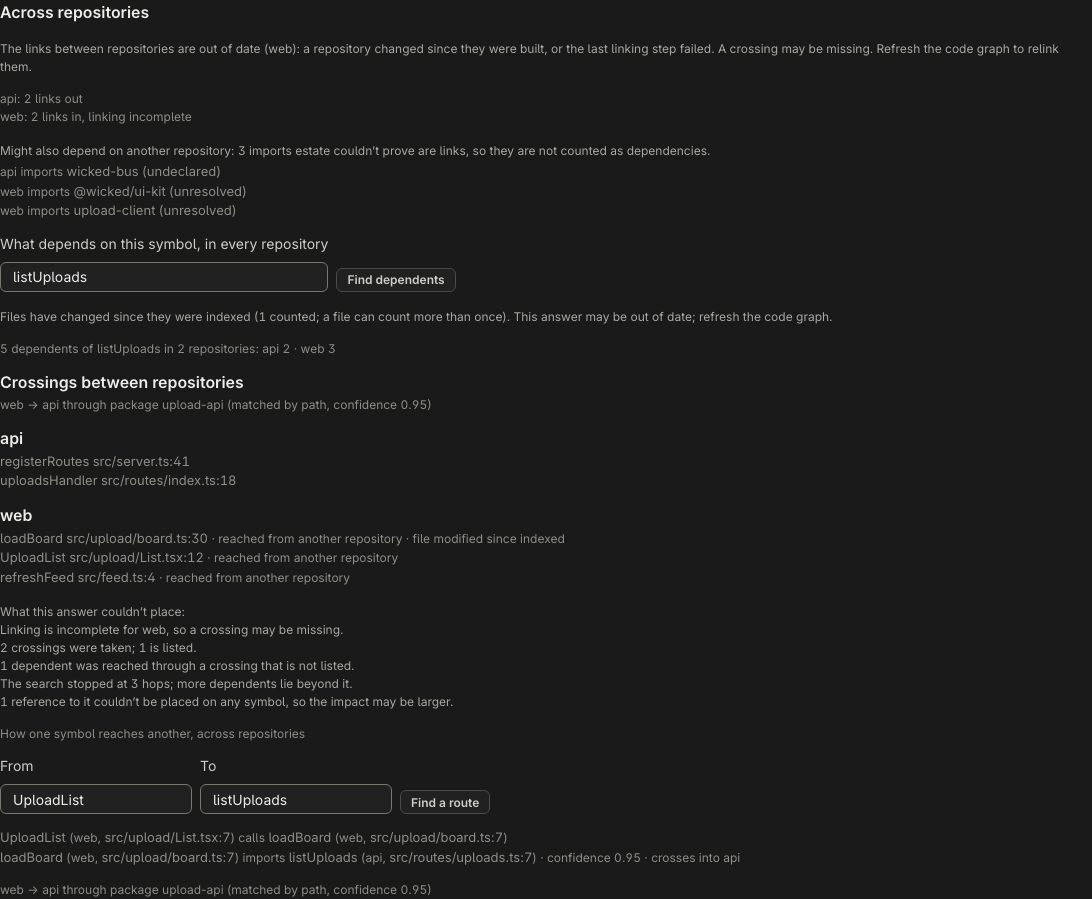 Across repositories
The links between repositories are out of date (web): a repository changed since they were built, or the last linking step failed. A crossing may be missing. Refresh the code graph to relink
them.
api: 2 links out
web: 2 links in, linking incomplete
Might also depend on another repository: 3 imports estate couldn’t prove are links, so they are not counted as dependencies.
api imports wicked-bus (undeclared)
web imports @wicked/ui-kit (unresolved)
web imports upload-client (unresolved)
What depends on this symbol, in every repository
listUploads Find dependents
Files have changed since they were indexed (1 counted; a file can count more than once). This answer may be out of date; refresh the code graph.
5 dependents of listUploads in 2 repositories: api 2 · web 3
Crossings between repositories
web → api through package upload-api (matched by path, confidence 0.95)
api
registerRoutes src/server.ts:41
uploadsHandler src/routes/index.ts:18
web
loadBoard src/upload/board.ts:30 · reached from another repository · file modified since indexed
UploadList src/upload/List.tsx:12 · reached from another repository
refreshFeed src/feed.ts:4 · reached from another repository
What this answer couldn’t place:
Linking is incomplete for web, so a crossing may be missing.
2 crossings were taken; 1 is listed.
1 dependent was reached through a crossing that is not listed.
The search stopped at 3 hops; more dependents lie beyond it.
1 reference to it couldn’t be placed on any symbol, so the impact may be larger.
How one symbol reaches another, across repositories
From To
UploadList listUploads Find a route
UploadList (web, src/upload/List.tsx:7) calls loadBoard (web, src/upload/board.ts:7)
loadBoard (web, src/upload/board.ts:7) imports listUploads (api, src/routes/uploads.ts:7) · confidence 0.95 · crosses into api
web → api through package upload-api (matched by path, confidence 0.95)